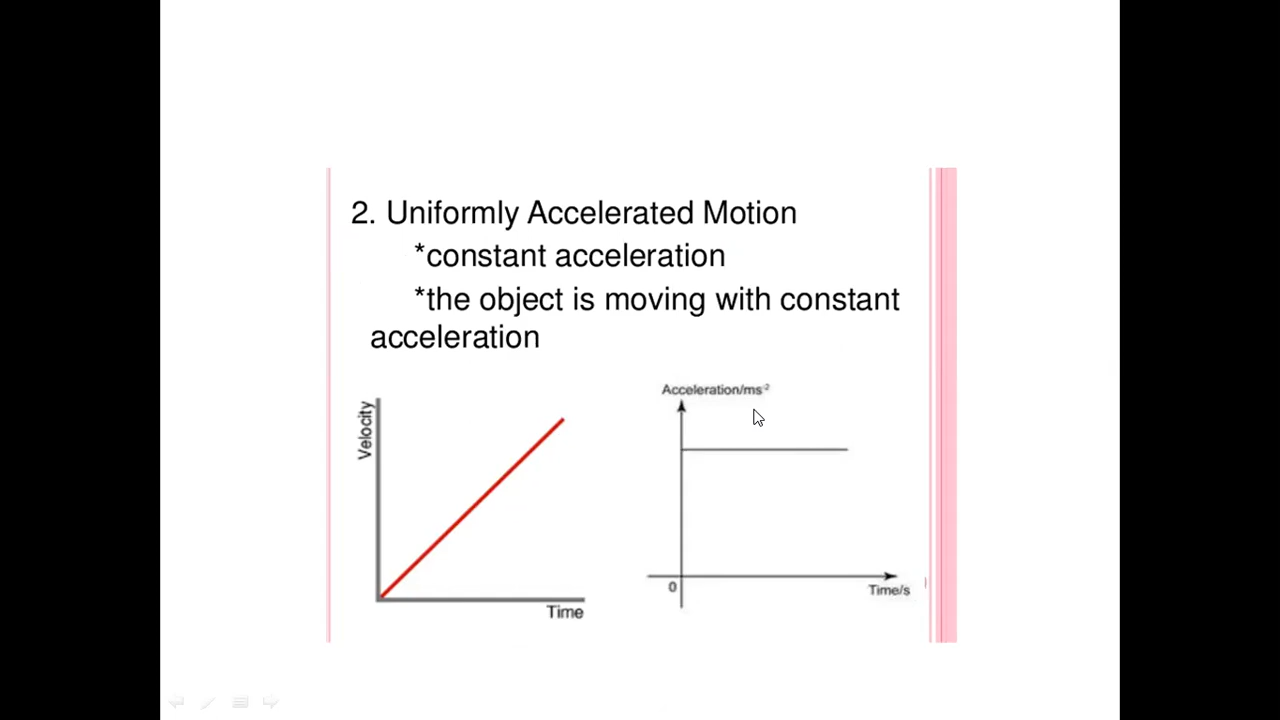 2. Uniformly Accelerated Motion
*constant acceleration
*the object is moving with constant
acceleration
Velocity
Time
Acceleration/ms⁻²
0
Time/s